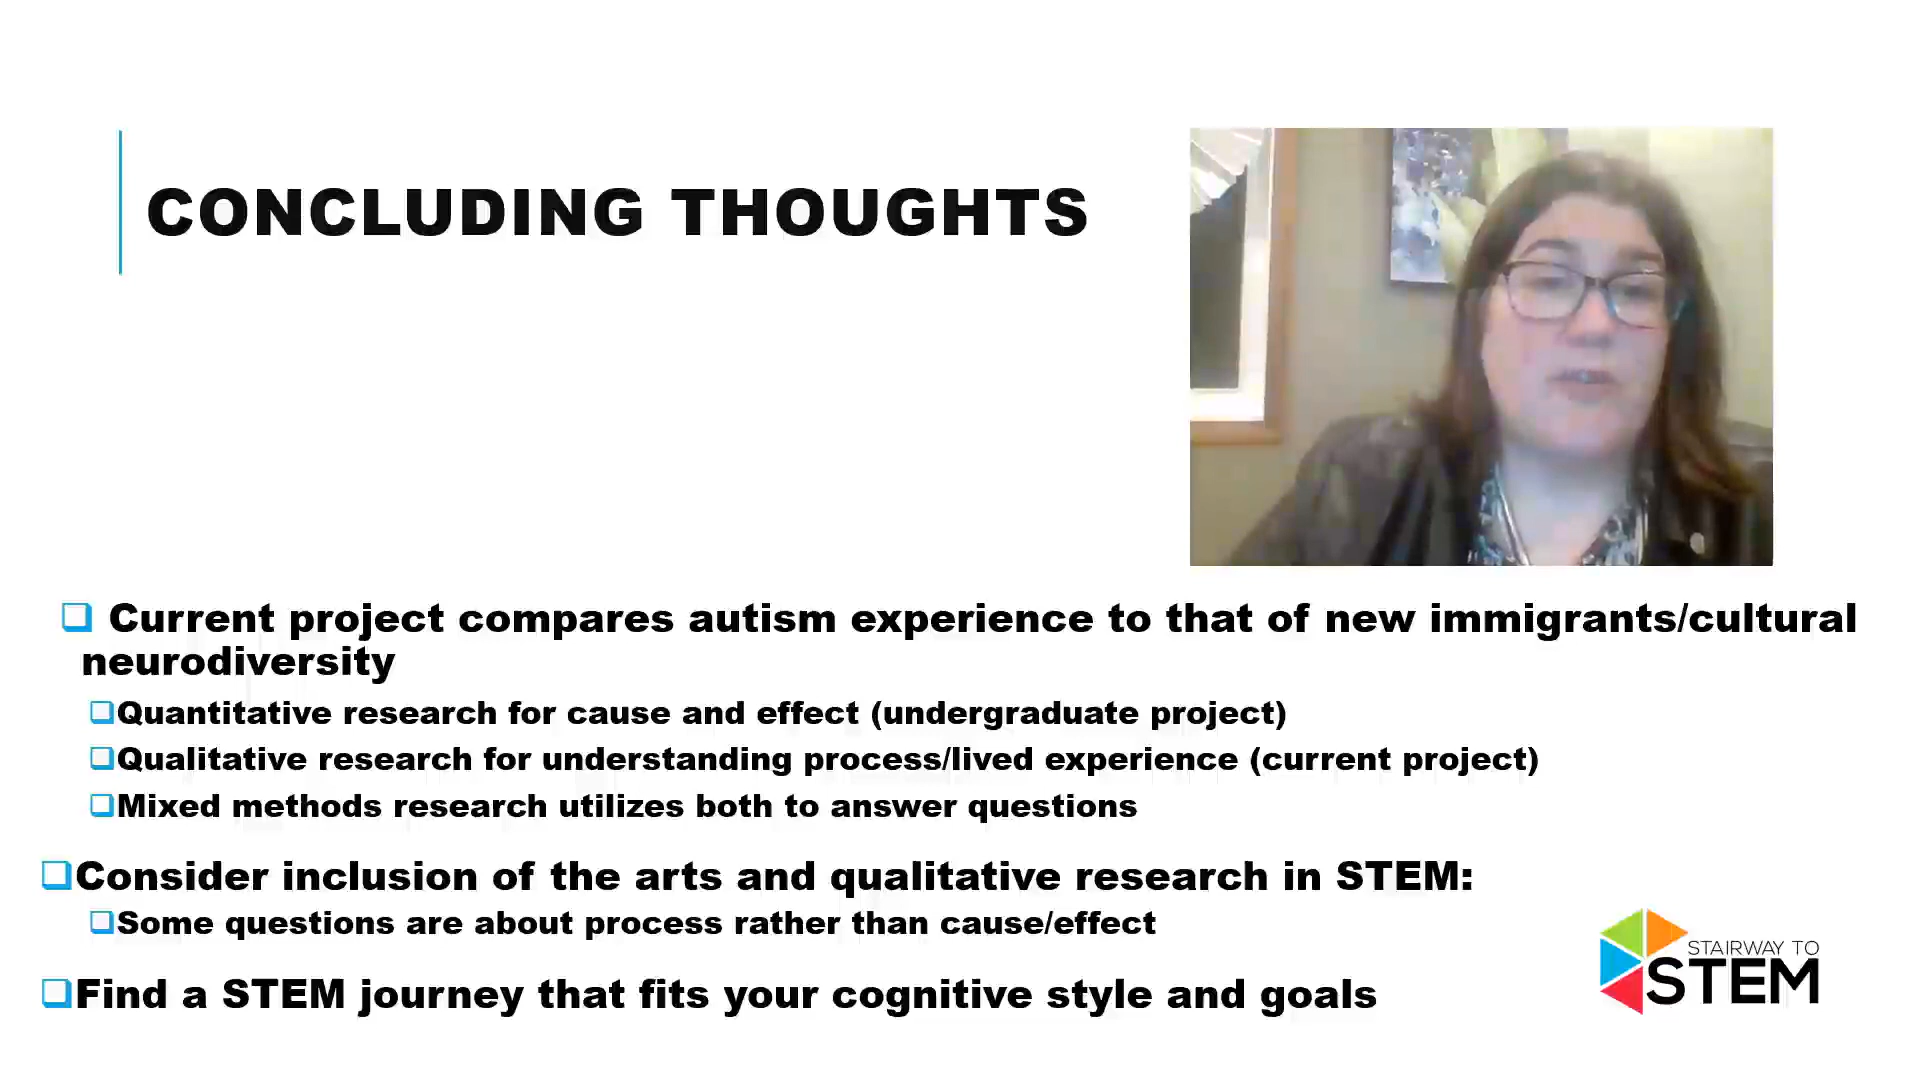 CONCLUDING THOUGHTS
❑ Current project compares autism experience to that of new immigrants/cultural
neurodiversity
❑Quantitative research for cause and effect (undergraduate project)
❑Qualitative research for understanding process/lived experience (current project)
❑Mixed methods research utilizes both to answer questions
❑Consider inclusion of the arts and qualitative research in STEM:
❑Some questions are about process rather than cause/effect
❑Find a STEM journey that fits your cognitive style and goals
STAIRWAY TO
STEM